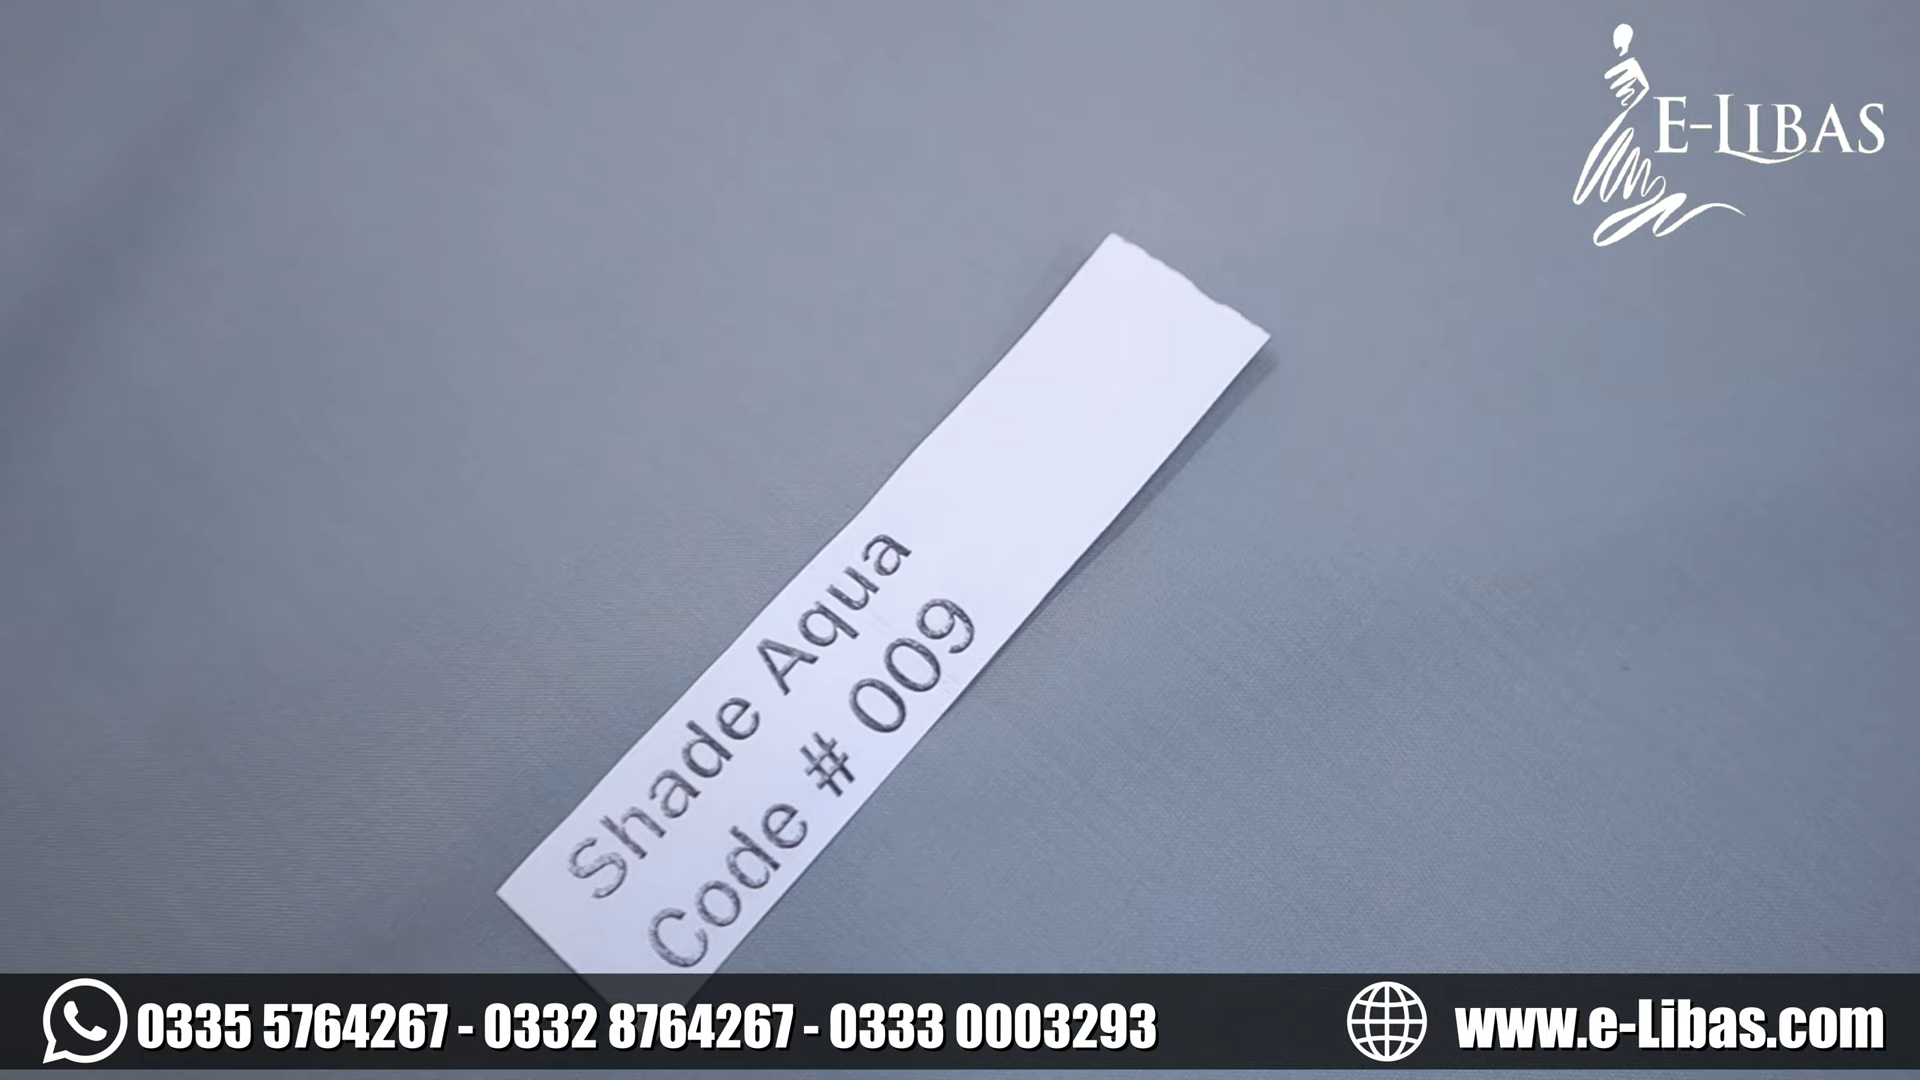 E-LIBAS
Shade Aqua
Code # 009
0335 5764267 - 0332 8764267 - 0333 0003293
www.e-Libas.com